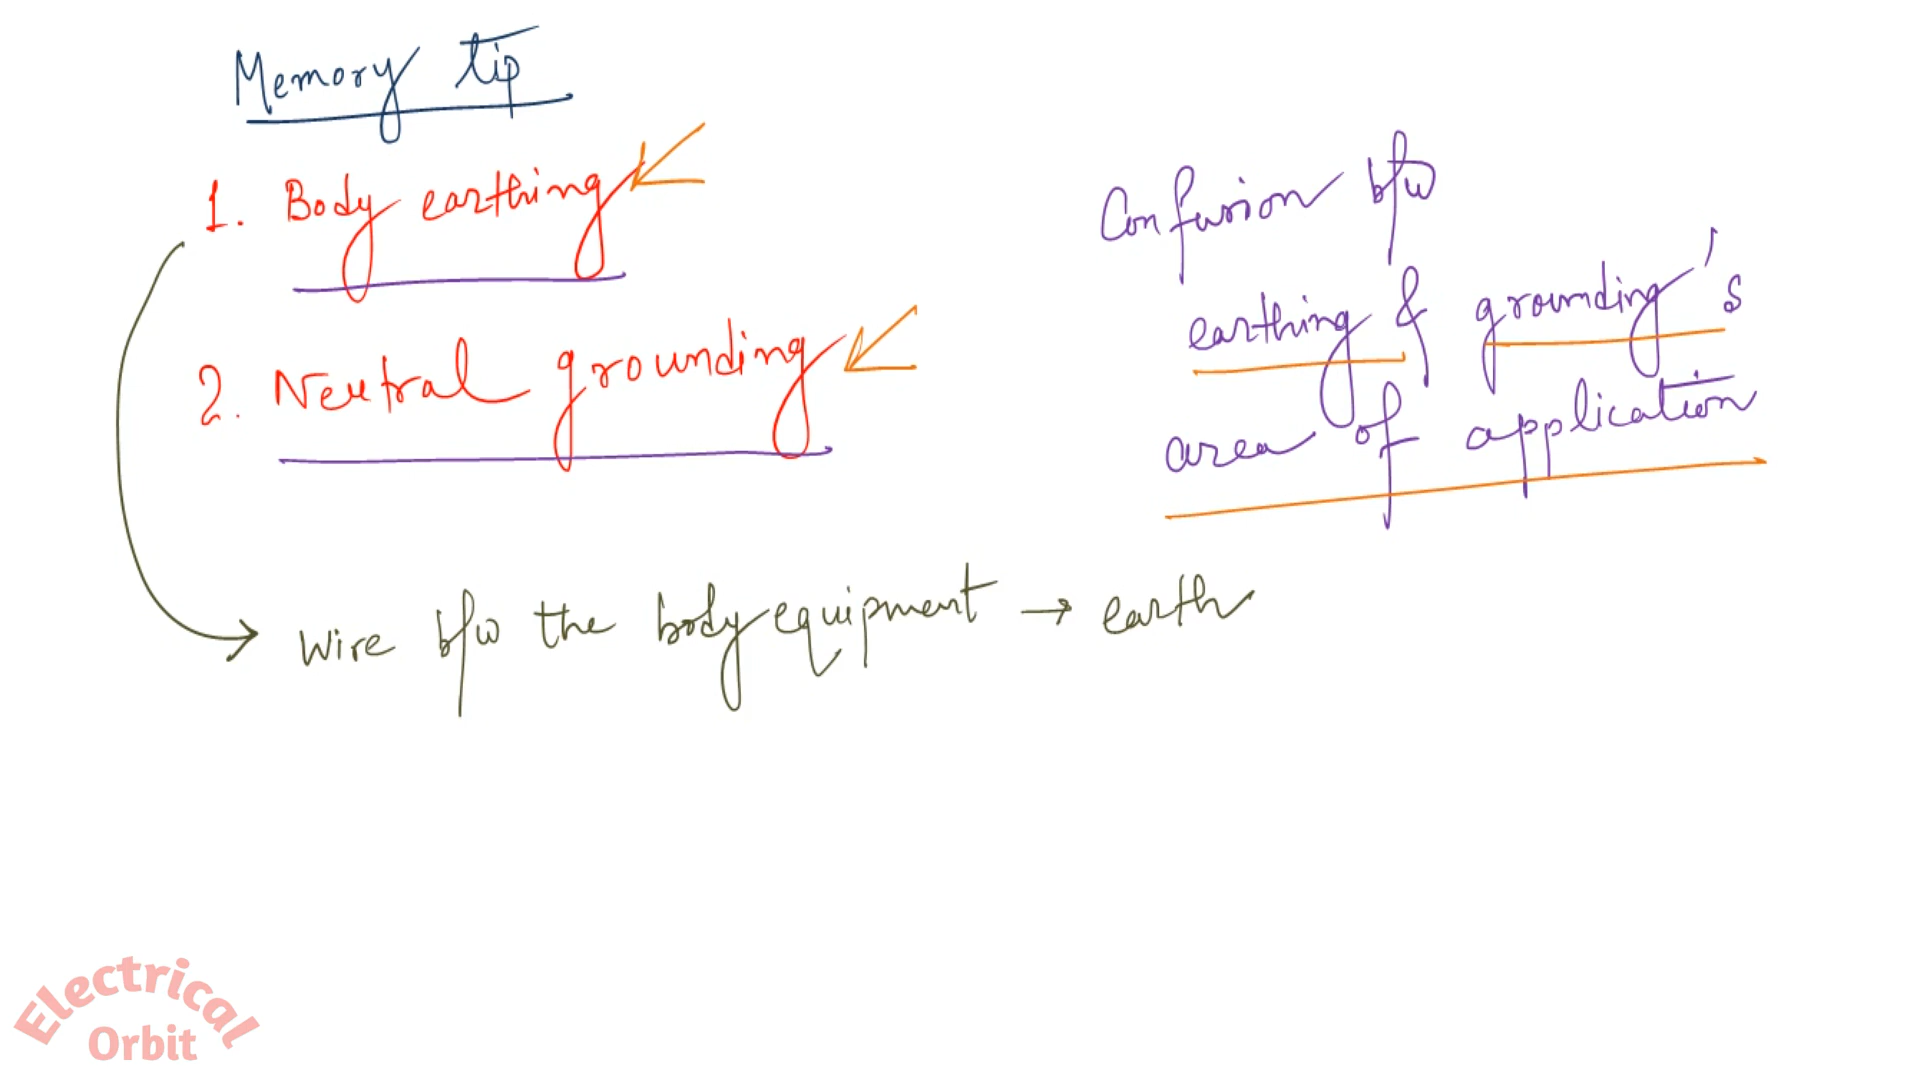 Memory tip
1. Body earthing
2. Neutral grounding
Confusion b/w
earthing & grounding's
area of application
Wire b/w the body equipment → earth
Electrical
Orbit